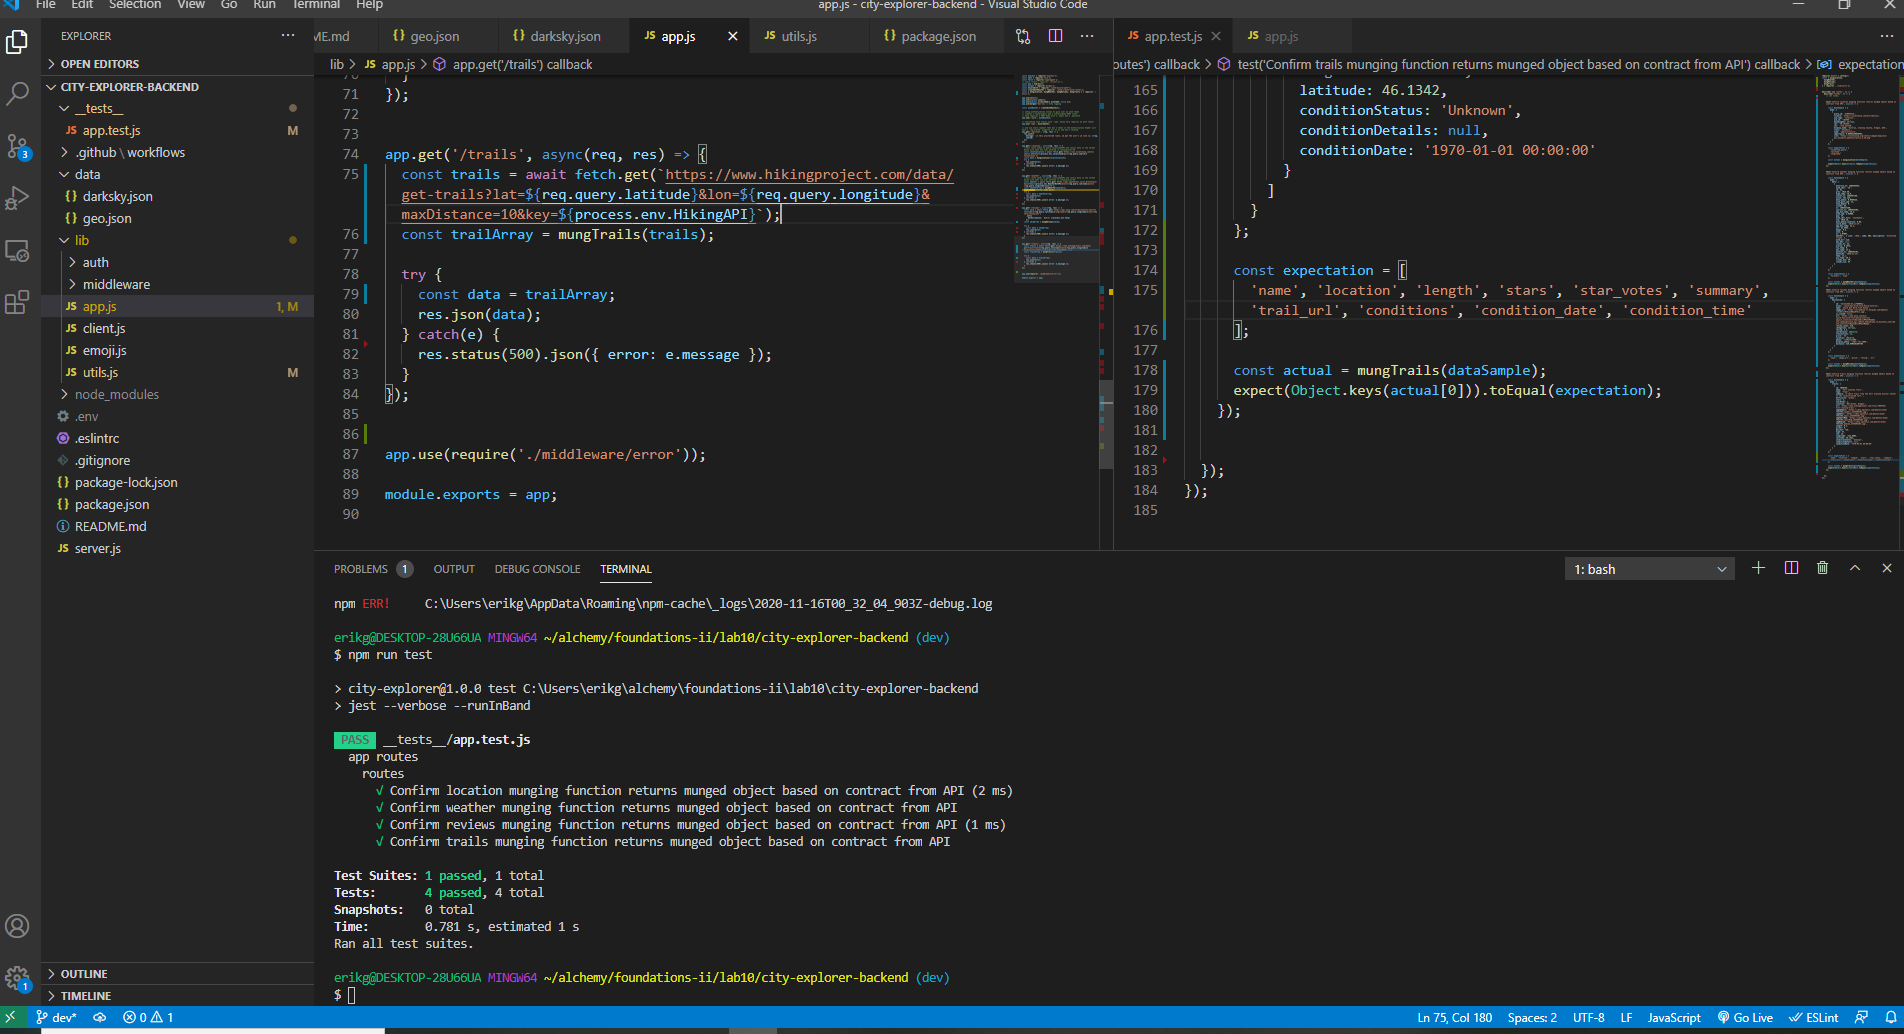 File Edit Selection View Go Run Terminal Help
app.js - city-explorer-backend - Visual Studio Code
EXPLORER
OPEN EDITORS
CITY-EXPLORER-BACKEND
__tests__
JS app.test.js M
.github \ workflows
data
{} darksky.json
{} geo.json
lib
auth
middleware
JS app.js 1, M
JS client.js
JS emoji.js
JS utils.js M
node_modules
.env
.eslintrc
.gitignore
{} package-lock.json
{} package.json
README.md
JS server.js
OUTLINE
TIMELINE
3
1
ME.md {} geo.json {} darksky.json JS app.js JS utils.js {} package.json
lib > JS app.js > app.get('/trails') callback
71 });
72
73
74 app.get('/trails', async(req, res) => {
75 const trails = await fetch.get(`https://www.hikingproject.com/data/
get-trails?lat=${req.query.latitude}&lon=${req.query.longitude}&
maxDistance=10&key=${process.env.HikingAPI}`);
76 const trailArray = mungTrails(trails);
77
78 try {
79 const data = trailArray;
80 res.json(data);
81 } catch(e) {
82 res.status(500).json({ error: e.message });
83 }
84 });
85
86
87 app.use(require('./middleware/error'));
88
89 module.exports = app;
90
JS app.test.js JS app.js
outes') callback > test('Confirm trails munging function returns munged object based on contract from API') callback > expectation
165 latitude: 46.1342,
166 conditionStatus: 'Unknown',
167 conditionDetails: null,
168 conditionDate: '1970-01-01 00:00:00'
169 }
170 ]
171 }
172 };
173
174 const expectation = [
175 'name', 'location', 'length', 'stars', 'star_votes', 'summary',
'trail_url', 'conditions', 'condition_date', 'condition_time'
176 ];
177
178 const actual = mungTrails(dataSample);
179 expect(Object.keys(actual[0])).toEqual(expectation);
180 });
181
182
183 });
184 });
185
PROBLEMS 1 OUTPUT DEBUG CONSOLE TERMINAL
1: bash
npm ERR! C:\Users\erikg\AppData\Roaming\npm-cache\_logs\2020-11-16T00_32_04_903Z-debug.log
erikg@DESKTOP-28U66UA MINGW64 ~/alchemy/foundations-ii/lab10/city-explorer-backend (dev)
$ npm run test
> city-explorer@1.0.0 test C:\Users\erikg\alchemy\foundations-ii\lab10\city-explorer-backend
> jest --verbose --runInBand
PASS __tests__/app.test.js
app routes
routes
√ Confirm location munging function returns munged object based on contract from API (2 ms)
√ Confirm weather munging function returns munged object based on contract from API
√ Confirm reviews munging function returns munged object based on contract from API (1 ms)
√ Confirm trails munging function returns munged object based on contract from API
Test Suites: 1 passed, 1 total
Tests: 4 passed, 4 total
Snapshots: 0 total
Time: 0.781 s, estimated 1 s
Ran all test suites.
erikg@DESKTOP-28U66UA MINGW64 ~/alchemy/foundations-ii/lab10/city-explorer-backend (dev)
$
dev* 0 1 Ln 75, Col 180 Spaces: 2 UTF-8 LF JavaScript Go Live ESLint